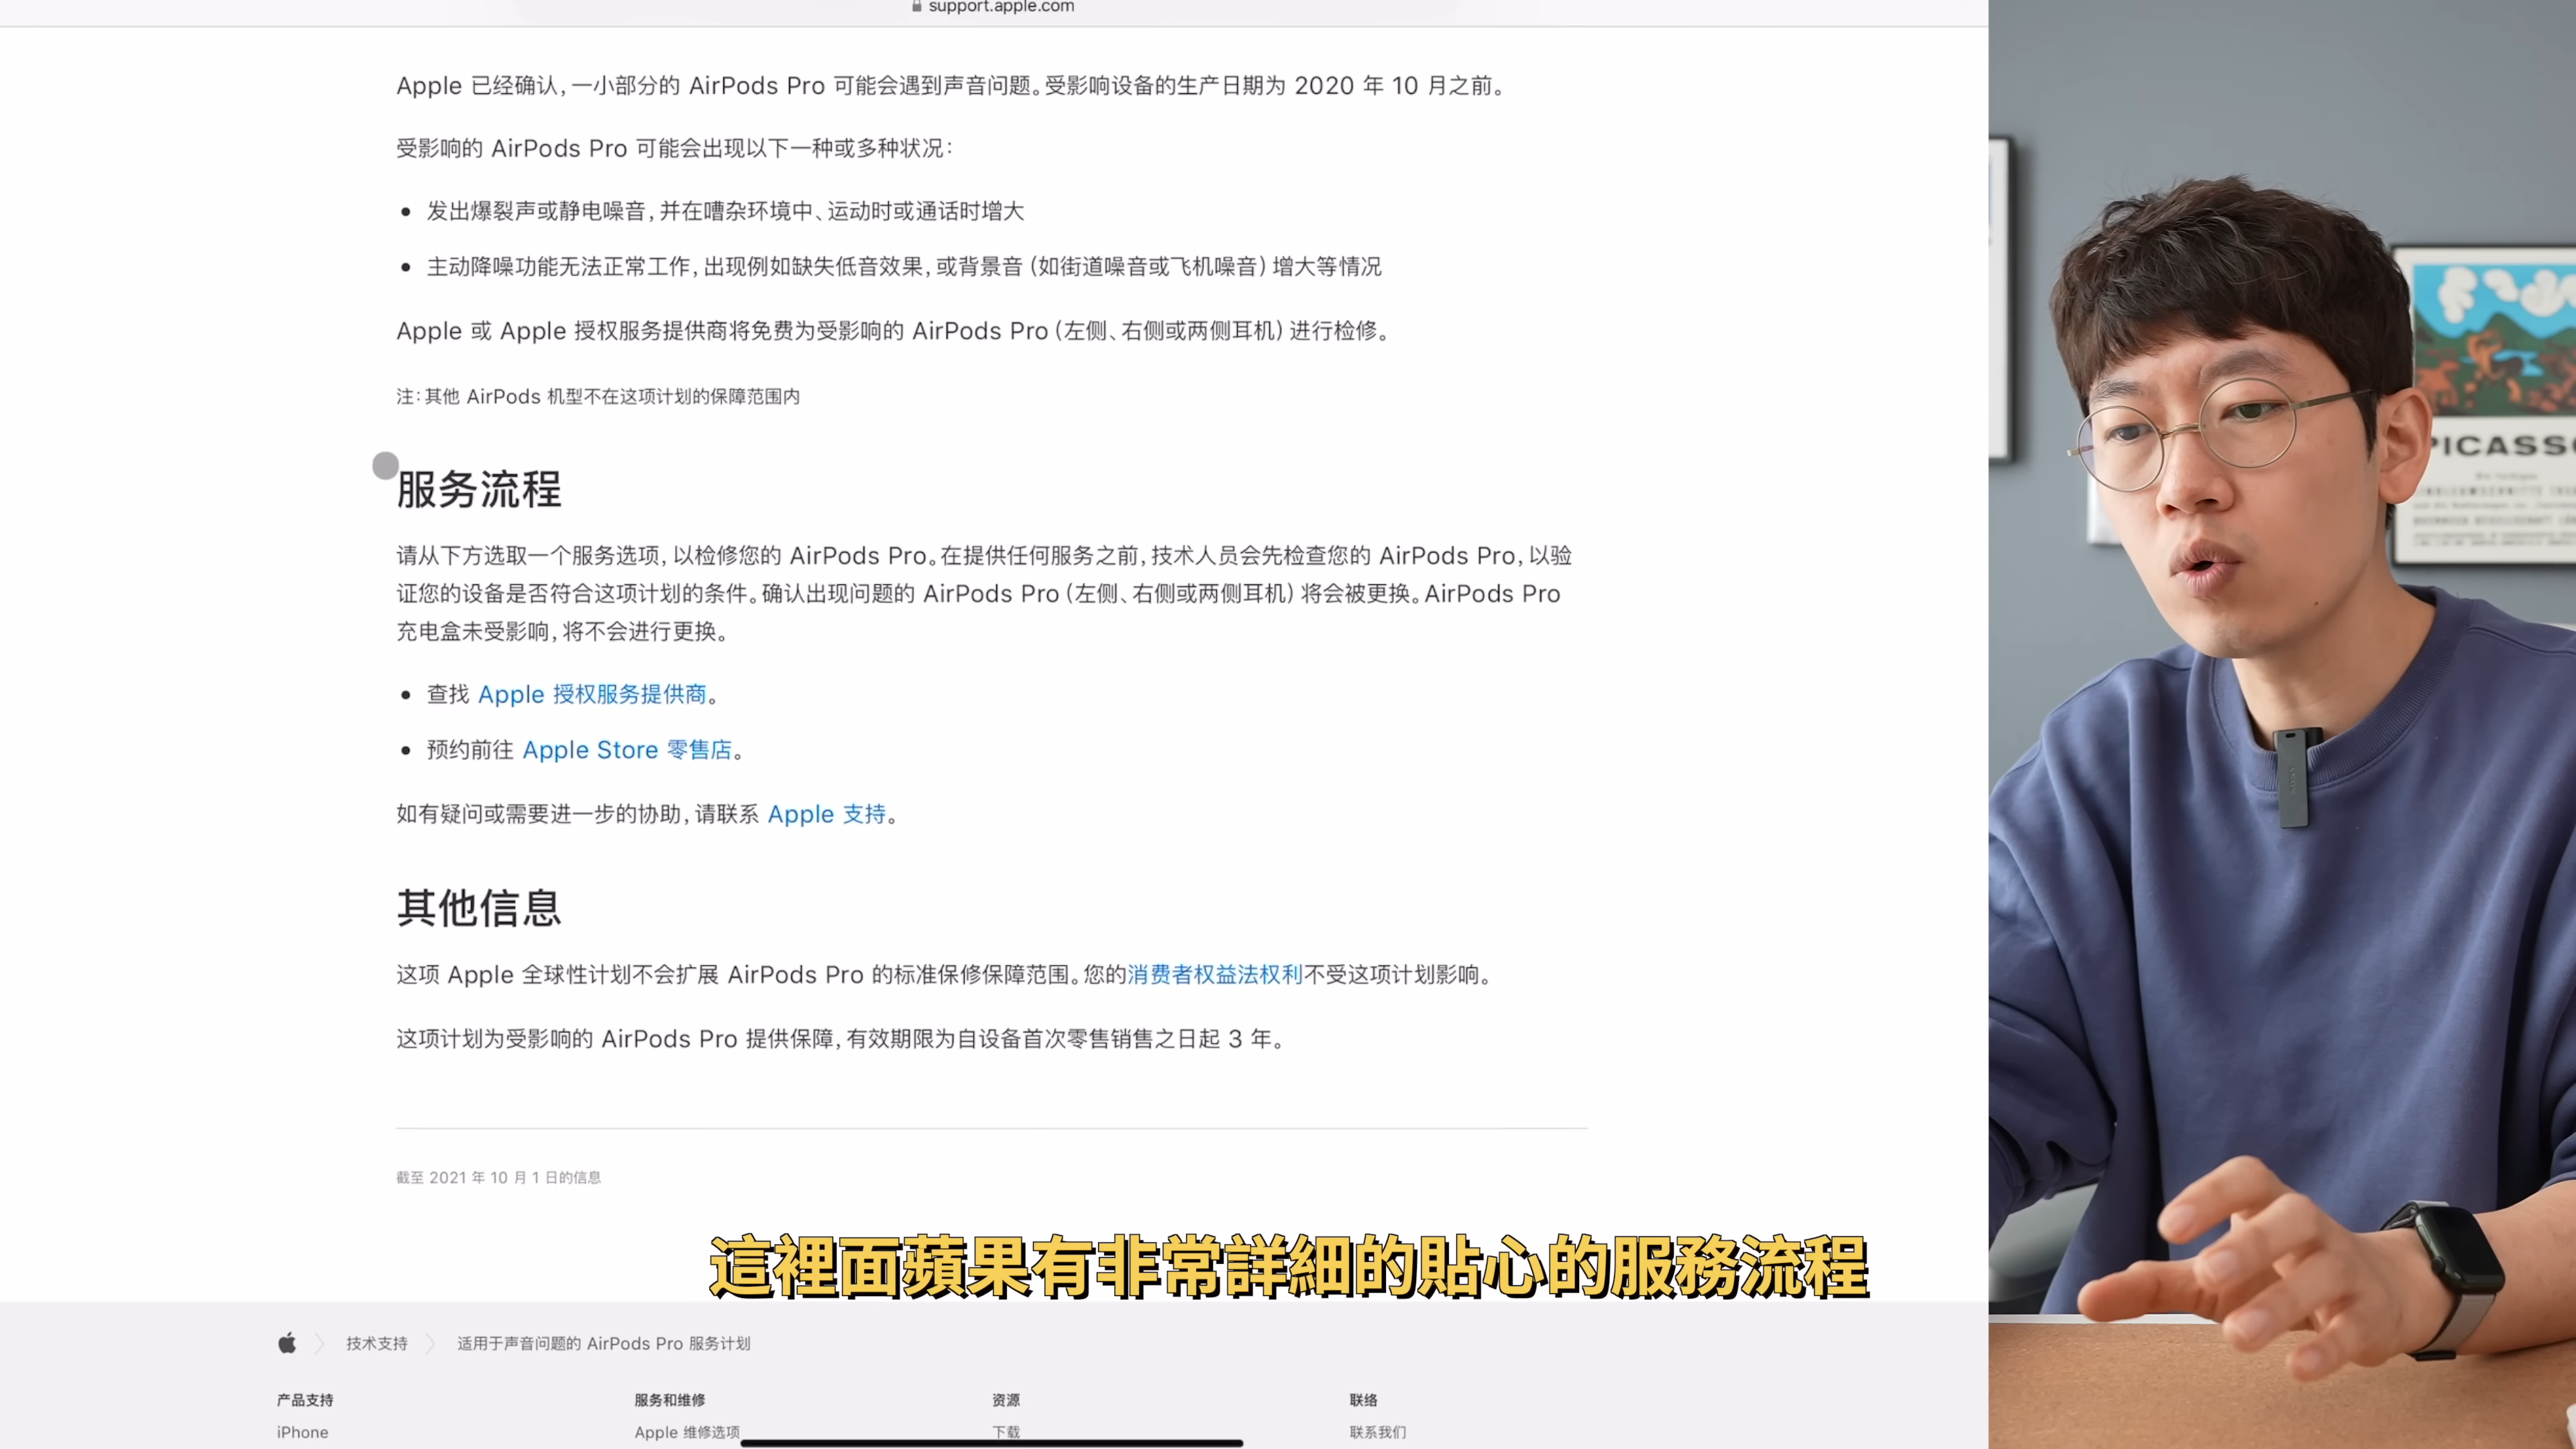 support.apple.com
Apple 已经确认，一小部分的 AirPods Pro 可能会遇到声音问题。受影响设备的生产日期为 2020 年 10 月之前。
受影响的 AirPods Pro 可能会出现以下一种或多种状况：
• 发出爆裂声或静电噪音，并在嘈杂环境中、运动时或通话时增大
• 主动降噪功能无法正常工作，出现例如缺失低音效果，或背景音（如街道噪音或飞机噪音）增大等情况
Apple 或 Apple 授权服务提供商将免费为受影响的 AirPods Pro（左侧、右侧或两侧耳机）进行检修。
注：其他 AirPods 机型不在这项计划的保障范围内
服务流程
请从下方选取一个服务选项，以检修您的 AirPods Pro。在提供任何服务之前，技术人员会先检查您的 AirPods Pro，以验
证您的设备是否符合这项计划的条件。确认出现问题的 AirPods Pro（左侧、右侧或两侧耳机）将会被更换。AirPods Pro
充电盒未受影响，将不会进行更换。
• 查找 Apple 授权服务提供商。
• 预约前往 Apple Store 零售店。
如有疑问或需要进一步的协助，请联系 Apple 支持。
其他信息
这项 Apple 全球性计划不会扩展 AirPods Pro 的标准保修保障范围。您的消费者权益法权利不受这项计划影响。
这项计划为受影响的 AirPods Pro 提供保障，有效期限为自设备首次零售销售之日起 3 年。
截至 2021 年 10 月 1 日的信息
這裡面蘋果有非常詳細的貼心的服務流程
技术支持 适用于声音问题的 AirPods Pro 服务计划
产品支持 服务和维修 资源 联络
iPhone Apple 维修选项 下载 联系我们
PICASSO